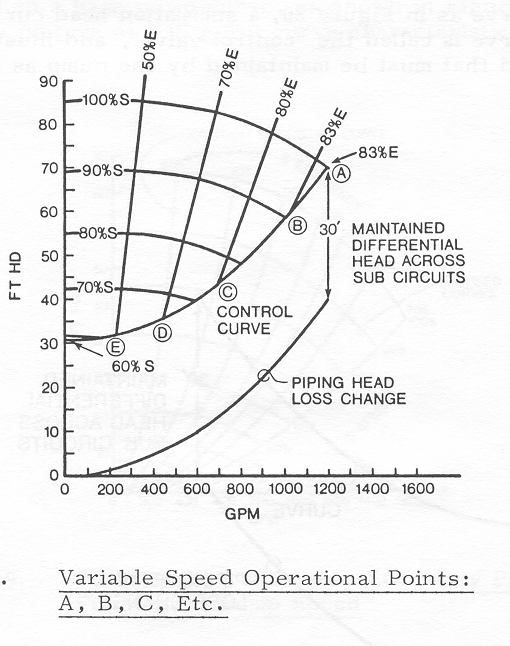 50%E
70%E
80%E
83%E
90
80
70
60
50
40
30
20
10
0
FT HD
100%S
90%S
80%S
70%S
60% S
83%E
A
B
C
D
E
30' MAINTAINED
DIFFERENTIAL
HEAD ACROSS
SUB CIRCUITS
CONTROL
CURVE
PIPING HEAD
LOSS CHANGE
0 200 400 600 800 1000 1200 1400 1600
GPM
Variable Speed Operational Points:
A, B, C, Etc.